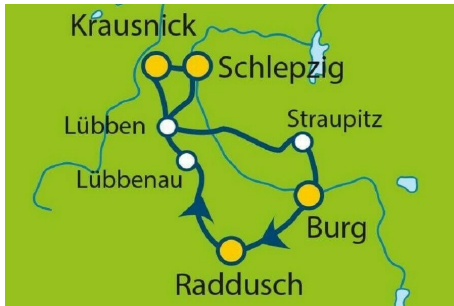 Krausnick
Schlepzig
Lübben
Straupitz
Lübbenau
Burg
Raddusch